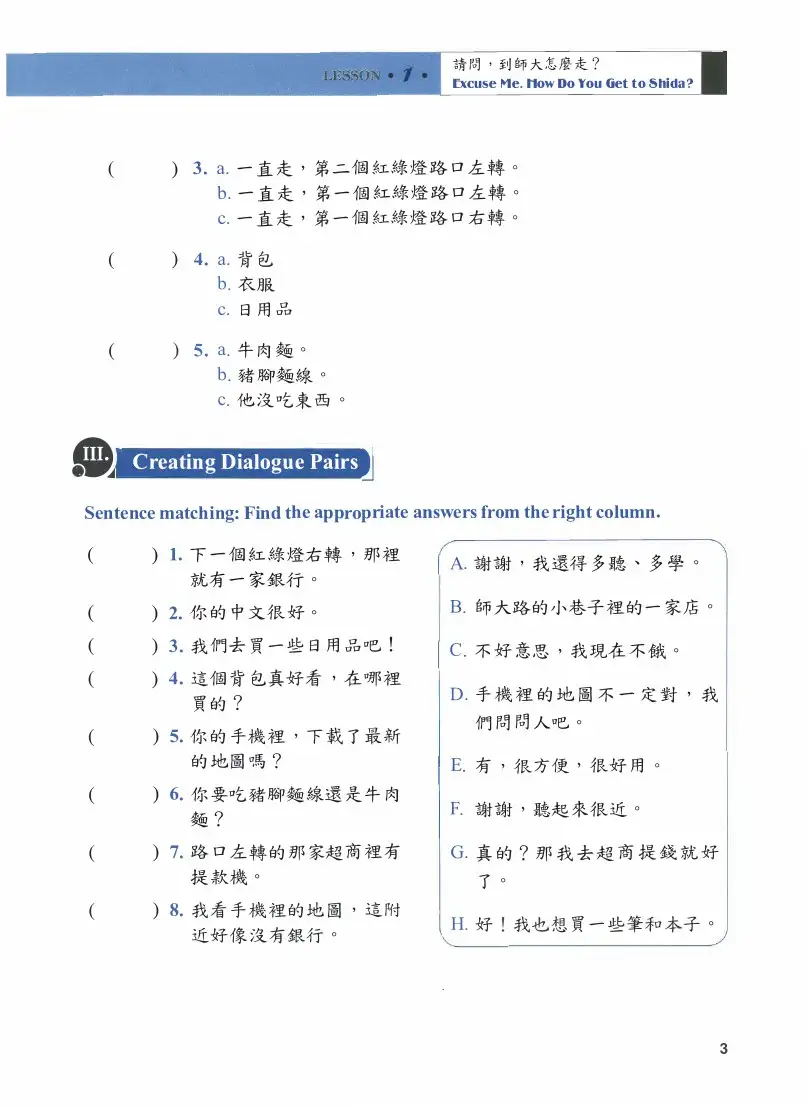 LESSON • 1 •
請問，到師大怎麼走？
Excuse Me. How Do You Get to Shida?
(  ) 3. a. 一直走，第二個紅綠燈路口左轉。
b. 一直走，第一個紅綠燈路口左轉。
c. 一直走，第一個紅綠燈路口右轉。
(  ) 4. a. 背包
b. 衣服
c. 日用品
(  ) 5. a. 牛肉麵。
b. 豬腳麵線。
c. 他沒吃東西。
III. Creating Dialogue Pairs
Sentence matching: Find the appropriate answers from the right column.
(  ) 1. 下一個紅綠燈右轉，那裡
就有一家銀行。
(  ) 2. 你的中文很好。
(  ) 3. 我們去買一些日用品吧！
(  ) 4. 這個背包真好看，在哪裡
買的？
(  ) 5. 你的手機裡，下載了最新
的地圖嗎？
(  ) 6. 你要吃豬腳麵線還是牛肉
麵？
(  ) 7. 路口左轉的那家超商裡有
提款機。
(  ) 8. 我看手機裡的地圖，這附
近好像沒有銀行。
A. 謝謝，我還得多聽、多學。
B. 師大路的小巷子裡的一家店。
C. 不好意思，我現在不餓。
D. 手機裡的地圖不一定對，我
們問問人吧。
E. 有，很方便，很好用。
F. 謝謝，聽起來很近。
G. 真的？那我去超商提錢就好
了。
H. 好！我也想買一些筆和本子。
3